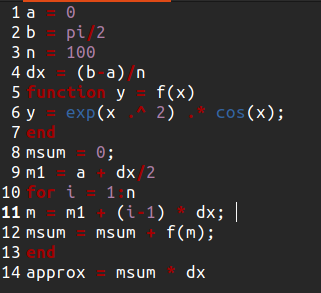 1 a = 0
2 b = pi/2
3 n = 100
4 dx = (b-a)/n
5 function y = f(x)
6 y = exp(x .^ 2) .* cos(x);
7 end
8 msum = 0;
9 m1 = a + dx/2
10 for i = 1:n
11 m = m1 + (i-1) * dx;
12 msum = msum + f(m);
13 end
14 approx = msum * dx